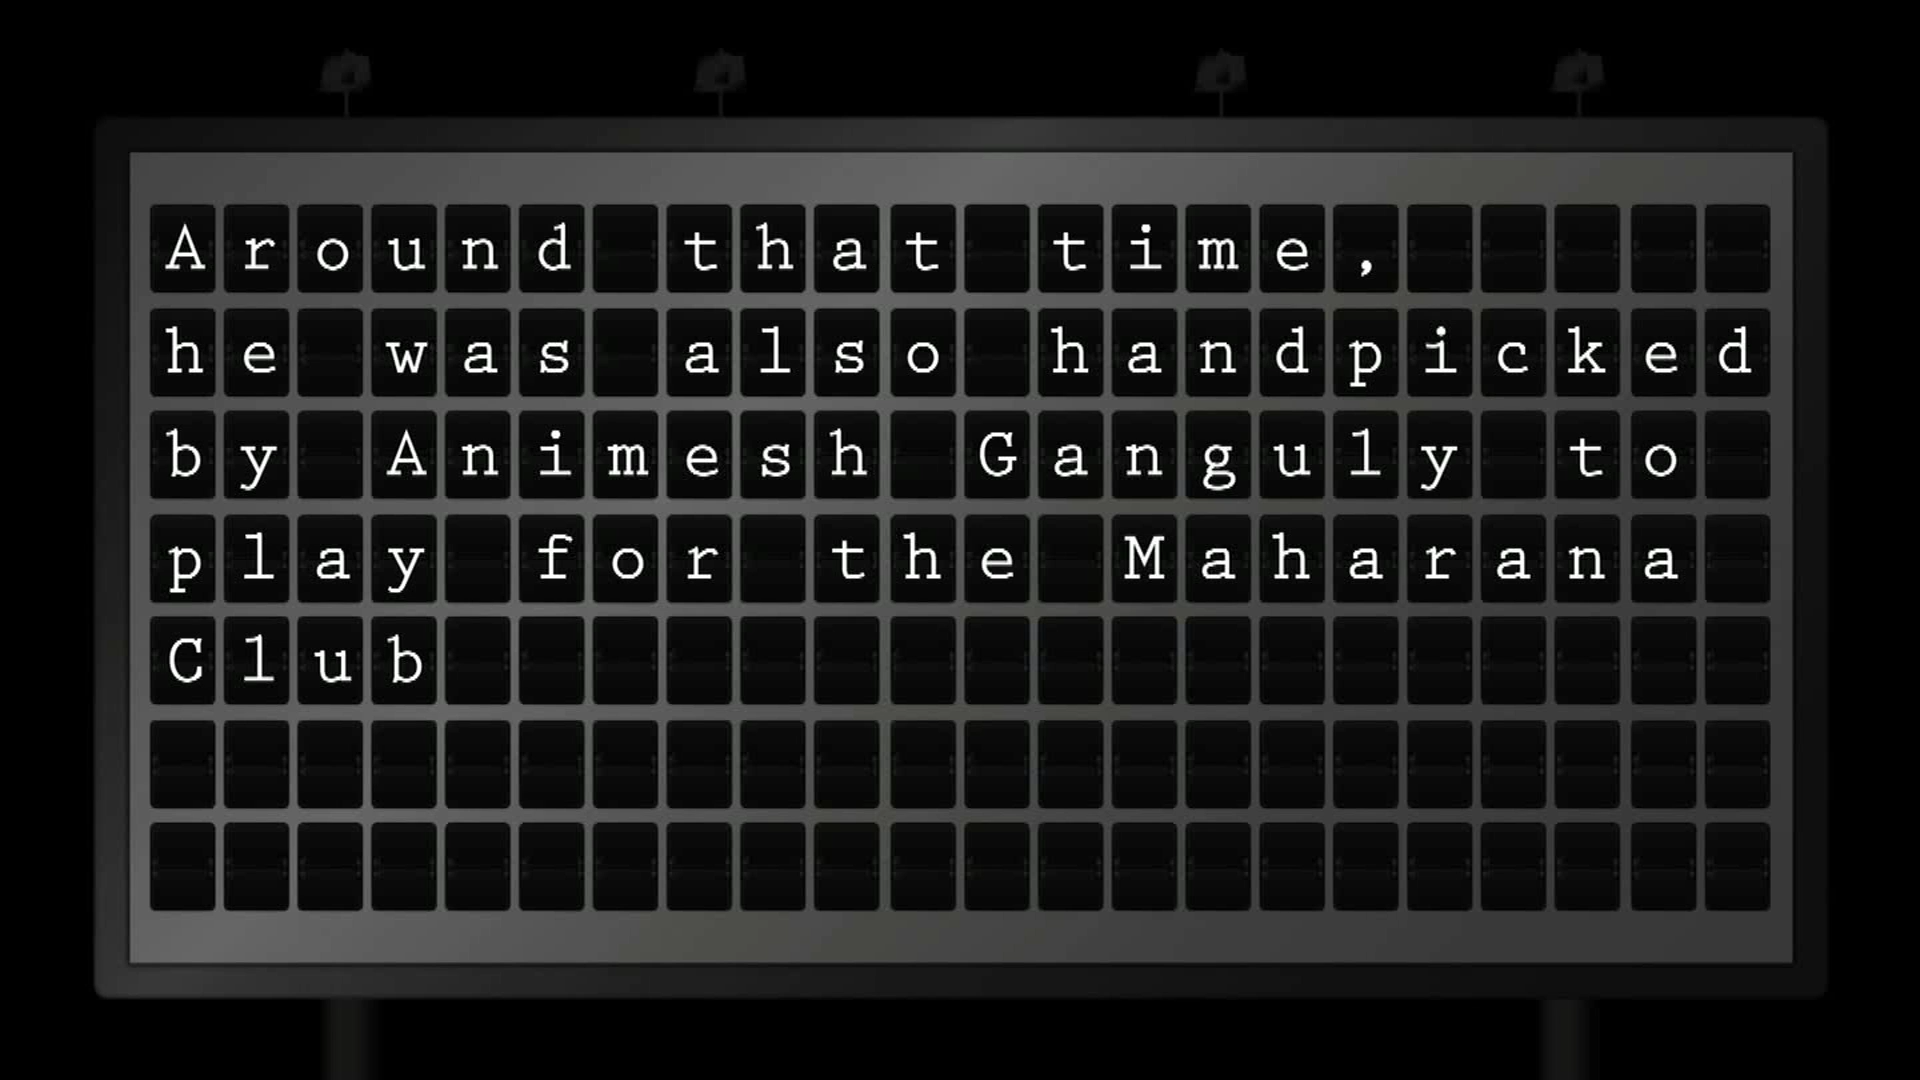 Around that time,
he was also handpicked
by Animesh Ganguly to
play for the Maharana
Club